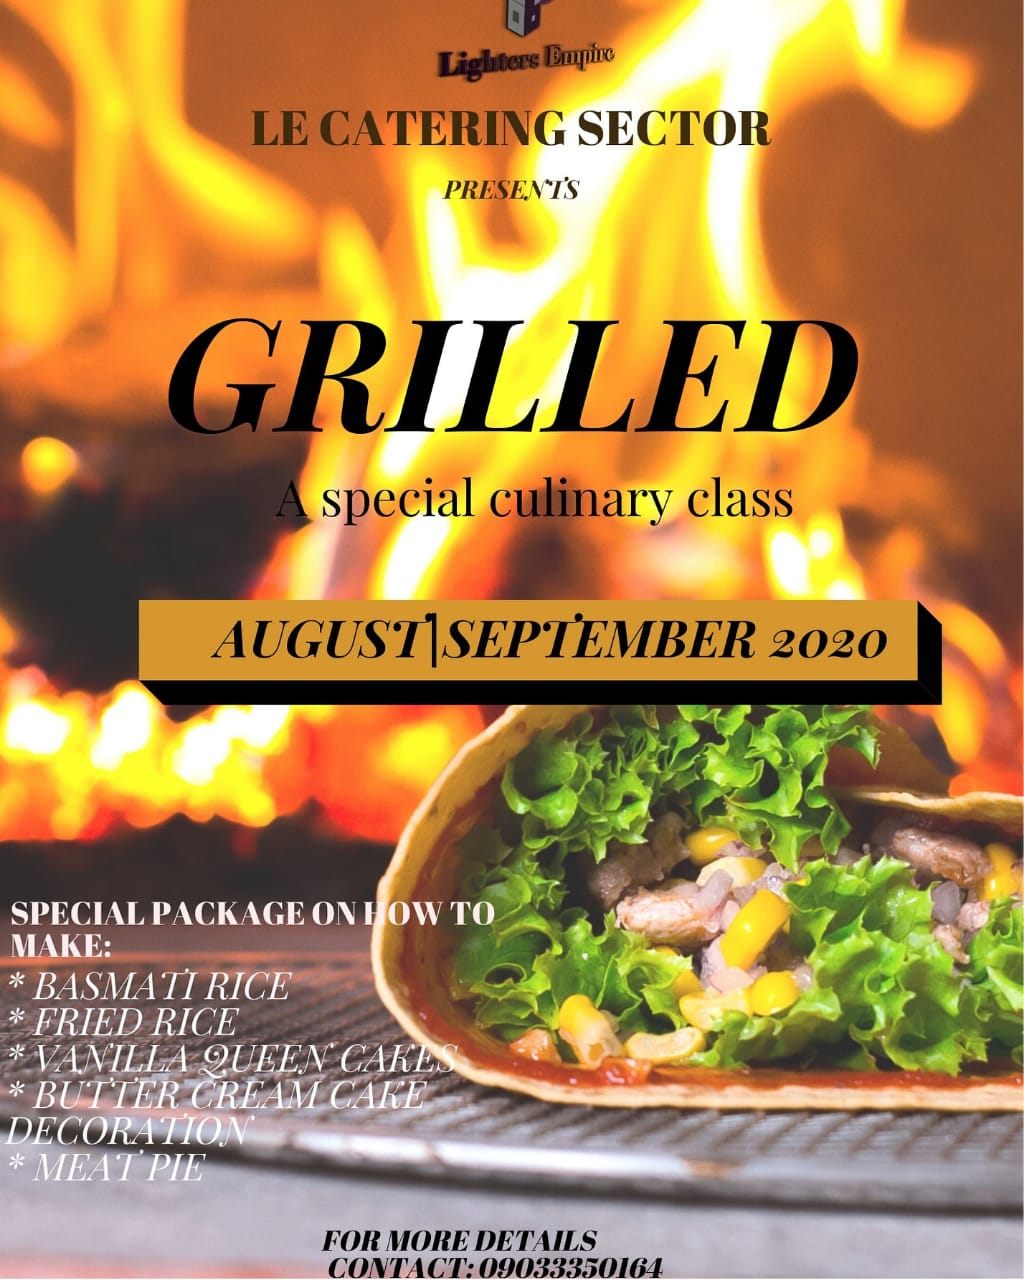 Lighters Empire
LE CATERING SECTOR
PRESENTS
GRILLED
A special culinary class
AUGUST|SEPTEMBER 2020
SPECIAL PACKAGE ON HOW TO
MAKE:
* BASMATI RICE
* FRIED RICE
* VANILLA QUEEN CAKES
* BUTTER CREAM CAKE
DECORATION
* MEAT PIE
FOR MORE DETAILS
CONTACT: 09033350164